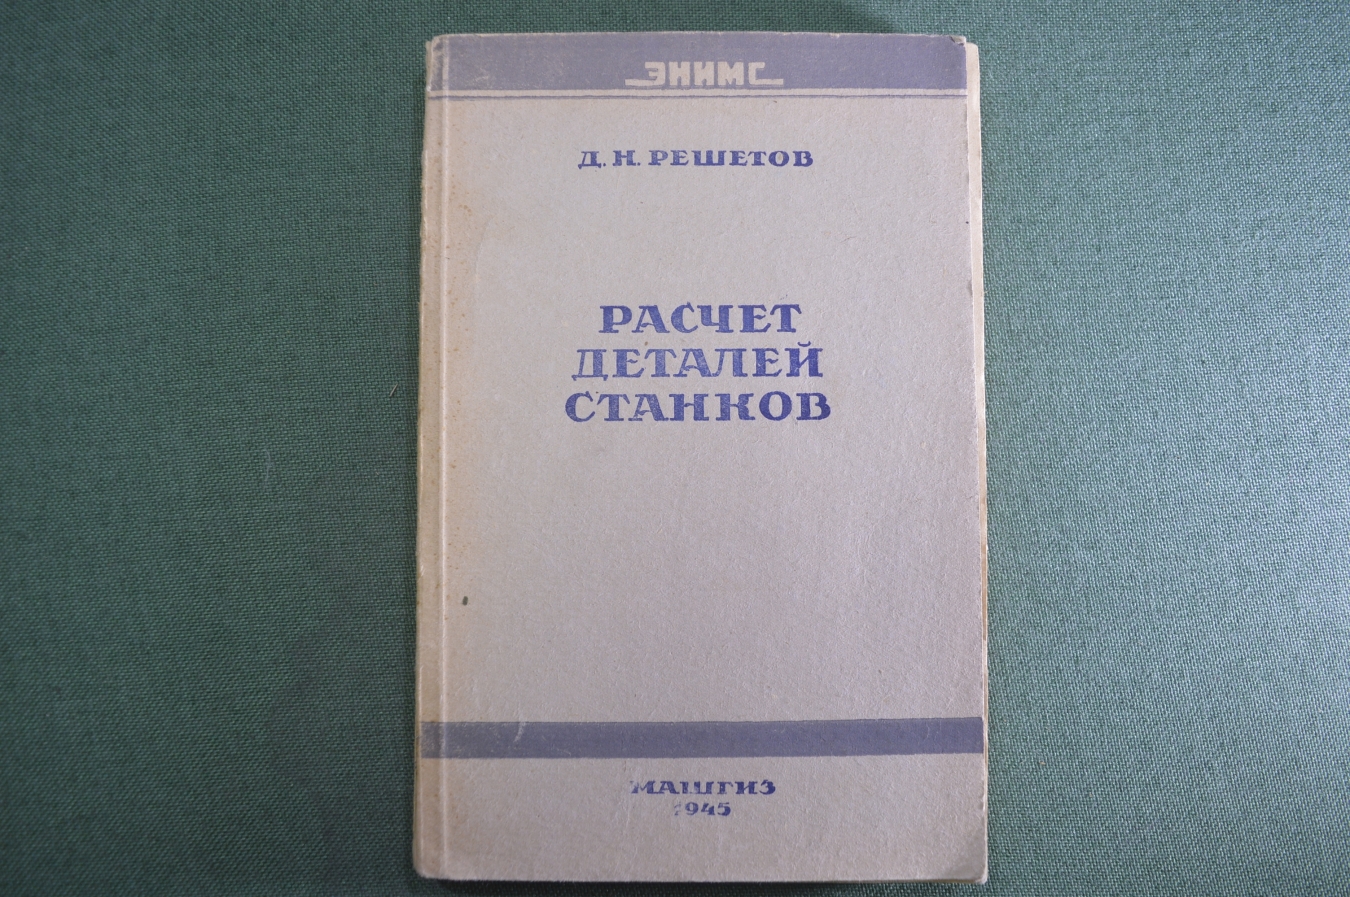 ЭНИМС
Д. Н. РЕШЕТОВ
РАСЧЕТ
ДЕТАЛЕЙ
СТАНКОВ
МАШГИЗ
1945